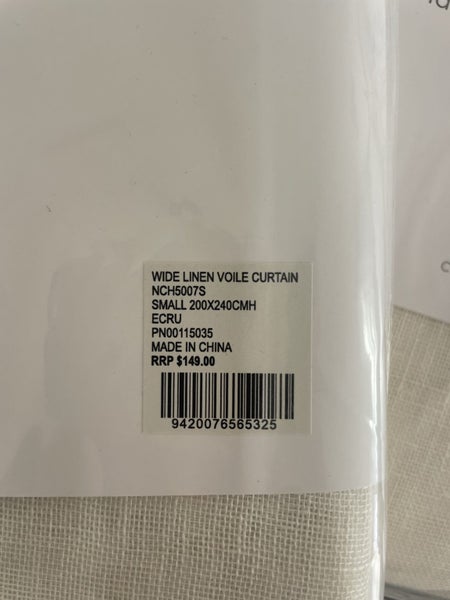 WIDE LINEN VOILE CURTAIN
NCH5007S
SMALL 200X240CMH
ECRU
PN00115035
MADE IN CHINA
RRP $149.00
9420076565325